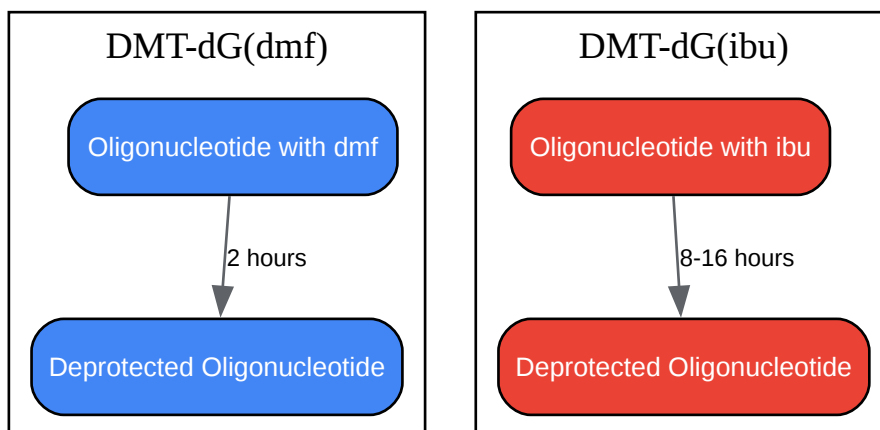 DMT-dG(dmf)
Oligonucleotide with dmf
2 hours
Deprotected Oligonucleotide
DMT-dG(ibu)
Oligonucleotide with ibu
8-16 hours
Deprotected Oligonucleotide